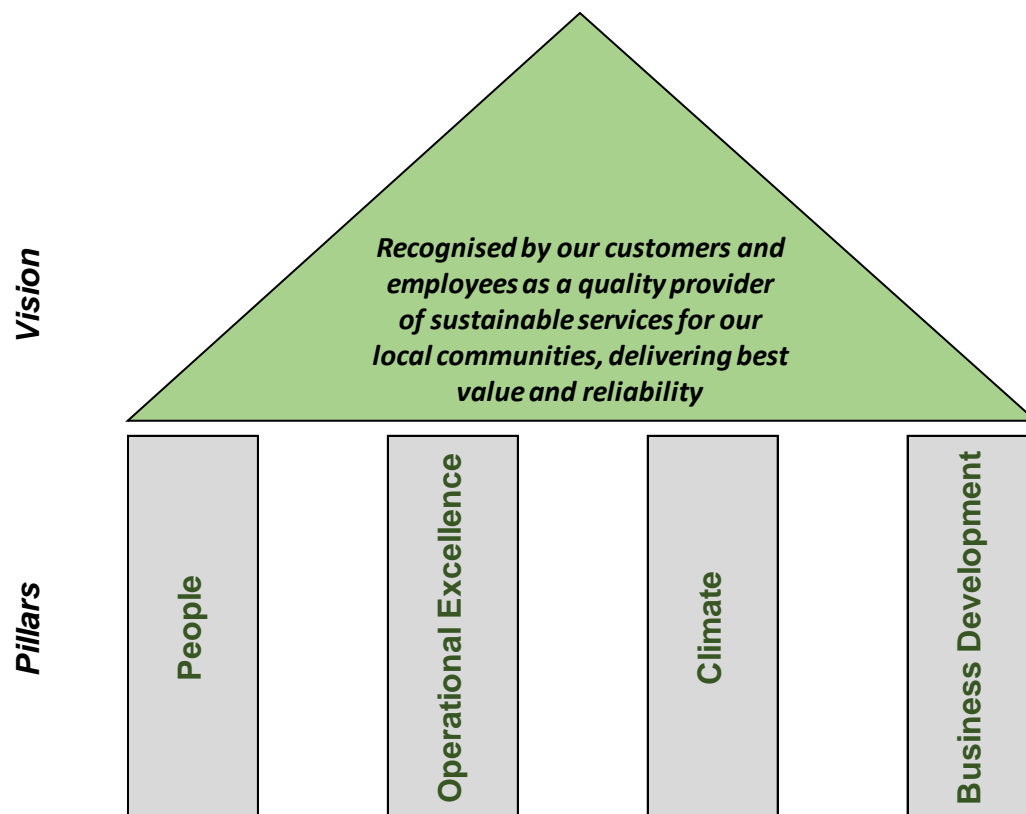 Vision
Recognised by our customers and
employees as a quality provider
of sustainable services for our
local communities, delivering best
value and reliability
Pillars
People
Operational Excellence
Climate
Business Development